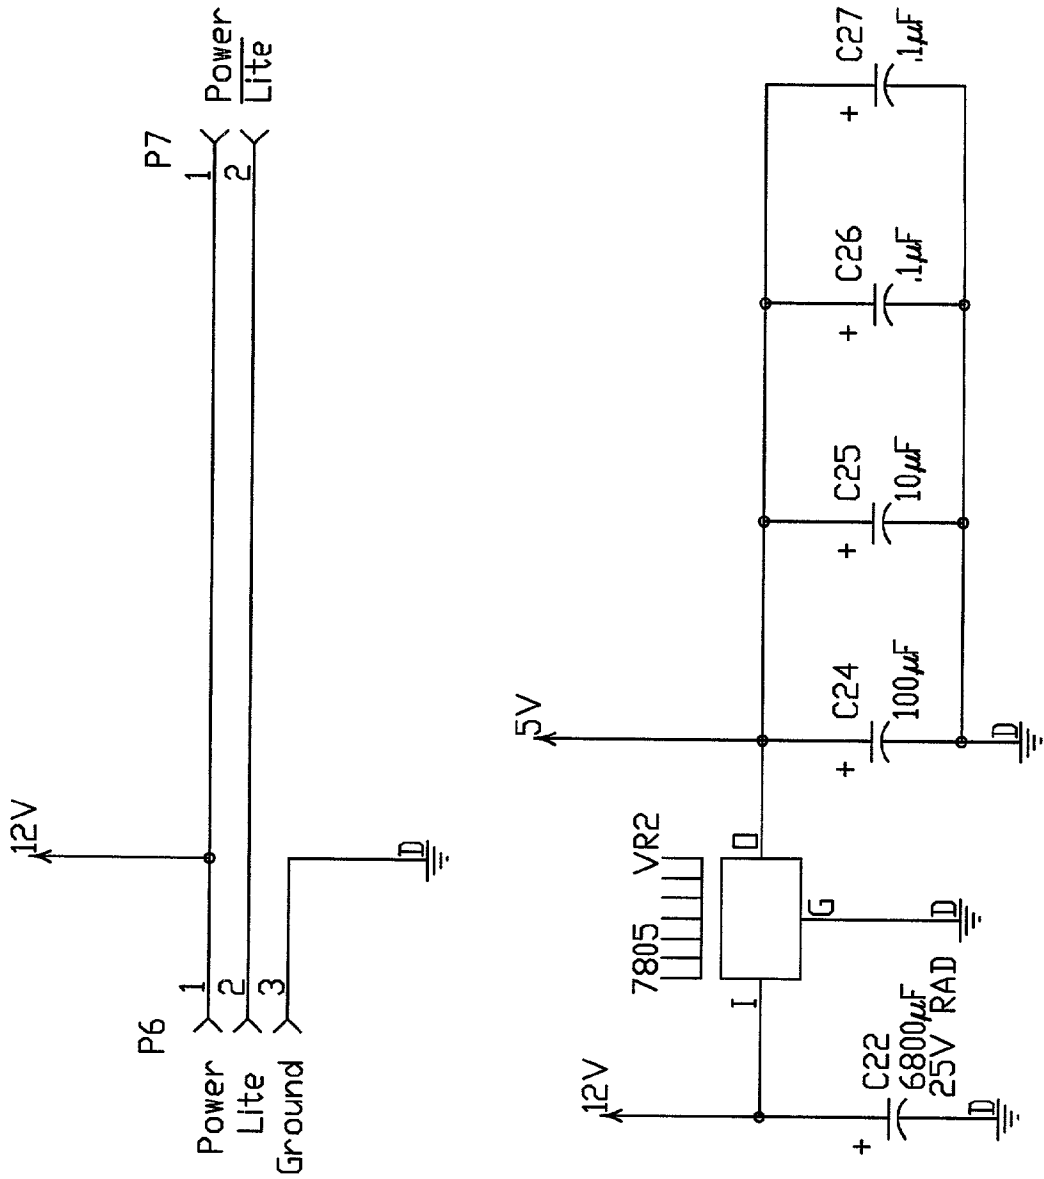 12V
P6
P7
1
2
3
1
2
Power
Lite
Ground
Power
Lite
D
12V
5V
7805
VR2
I
O
G
D
C22
6800µF
25V RAD
+
D
C24
100µF
+
D
C25
10µF
+
C26
.1µF
+
C27
.1µF
+